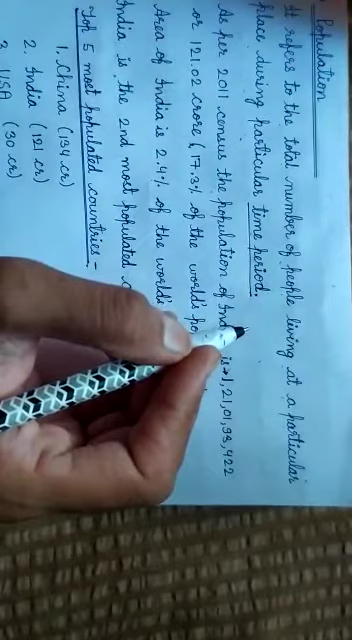 Population
It refers to the total number of people living at a particular
place during particular time period.
As per 2011 census the population of Ind is → 1,21,01,93,422
or 121.02 crore (17.3% of the world's po
Area of India is 2.4% of the world's
India is the 2nd most populated
Top 5 most populated countries -
1. China (134 cr)
2. India (121 cr)
3. USA (30 cr)